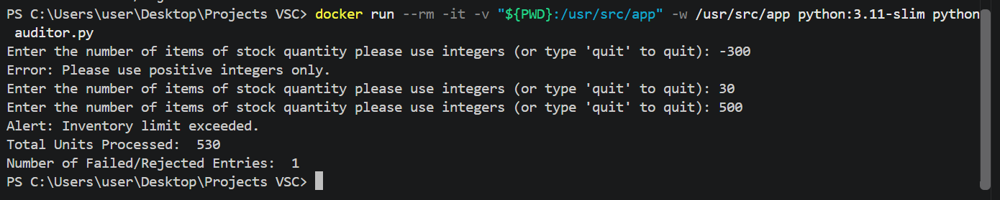 PS C:\Users\user\Desktop\Projects VSC> docker run --rm -it -v "${PWD}:/usr/src/app" -w /usr/src/app python:3.11-slim python
 auditor.py
Enter the number of items of stock quantity please use integers (or type 'quit' to quit): -300
Error: Please use positive integers only.
Enter the number of items of stock quantity please use integers (or type 'quit' to quit): 30
Enter the number of items of stock quantity please use integers (or type 'quit' to quit): 500
Alert: Inventory limit exceeded.
Total Units Processed:  530
Number of Failed/Rejected Entries:  1
PS C:\Users\user\Desktop\Projects VSC>